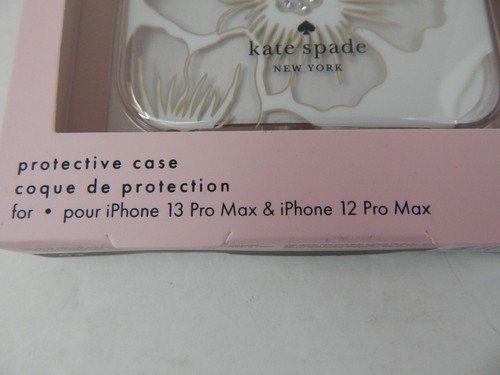 kate spade
NEW YORK
protective case
coque de protection
for • pour iPhone 13 Pro Max & iPhone 12 Pro Max